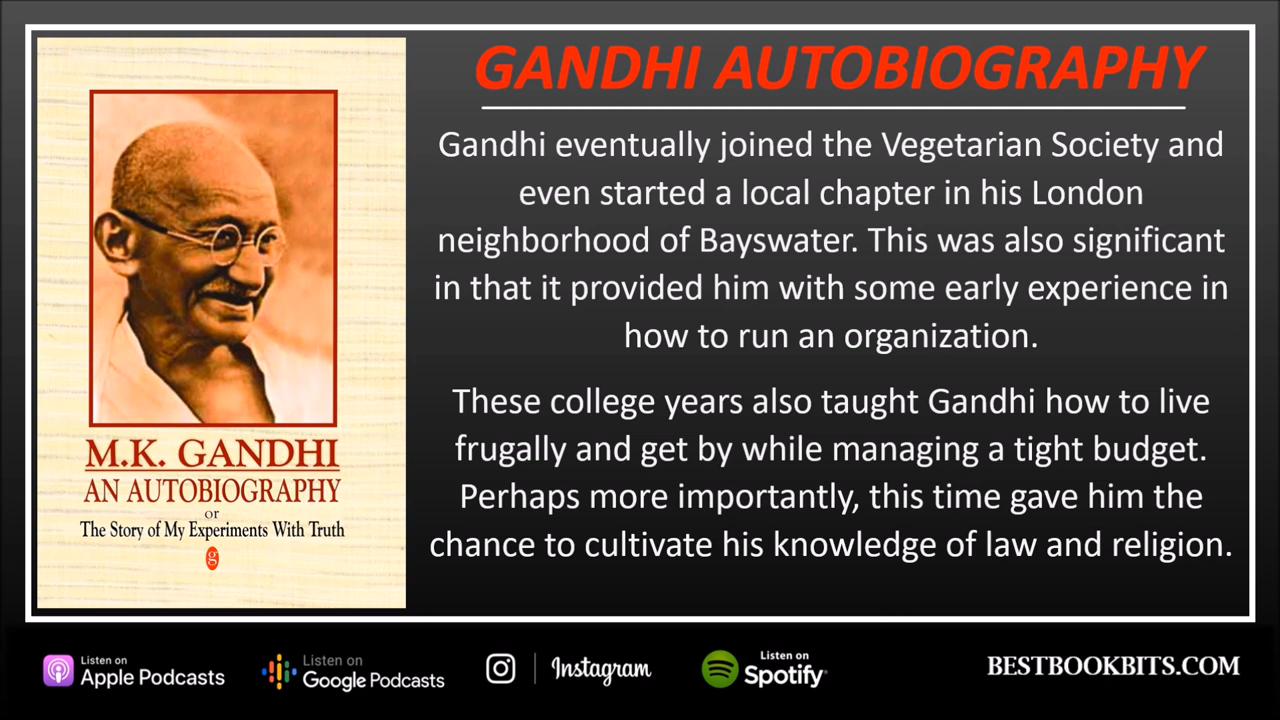 GANDHI AUTOBIOGRAPHY
Gandhi eventually joined the Vegetarian Society and
even started a local chapter in his London
neighborhood of Bayswater. This was also significant
in that it provided him with some early experience in
how to run an organization.
These college years also taught Gandhi how to live
frugally and get by while managing a tight budget.
Perhaps more importantly, this time gave him the
chance to cultivate his knowledge of law and religion.
M.K. GANDHI
AN AUTOBIOGRAPHY
or
The Story of My Experiments With Truth
g
Listen on
Apple Podcasts
Listen on
Google Podcasts
Instagram
Listen on
Spotify
BESTBOOKBITS.COM